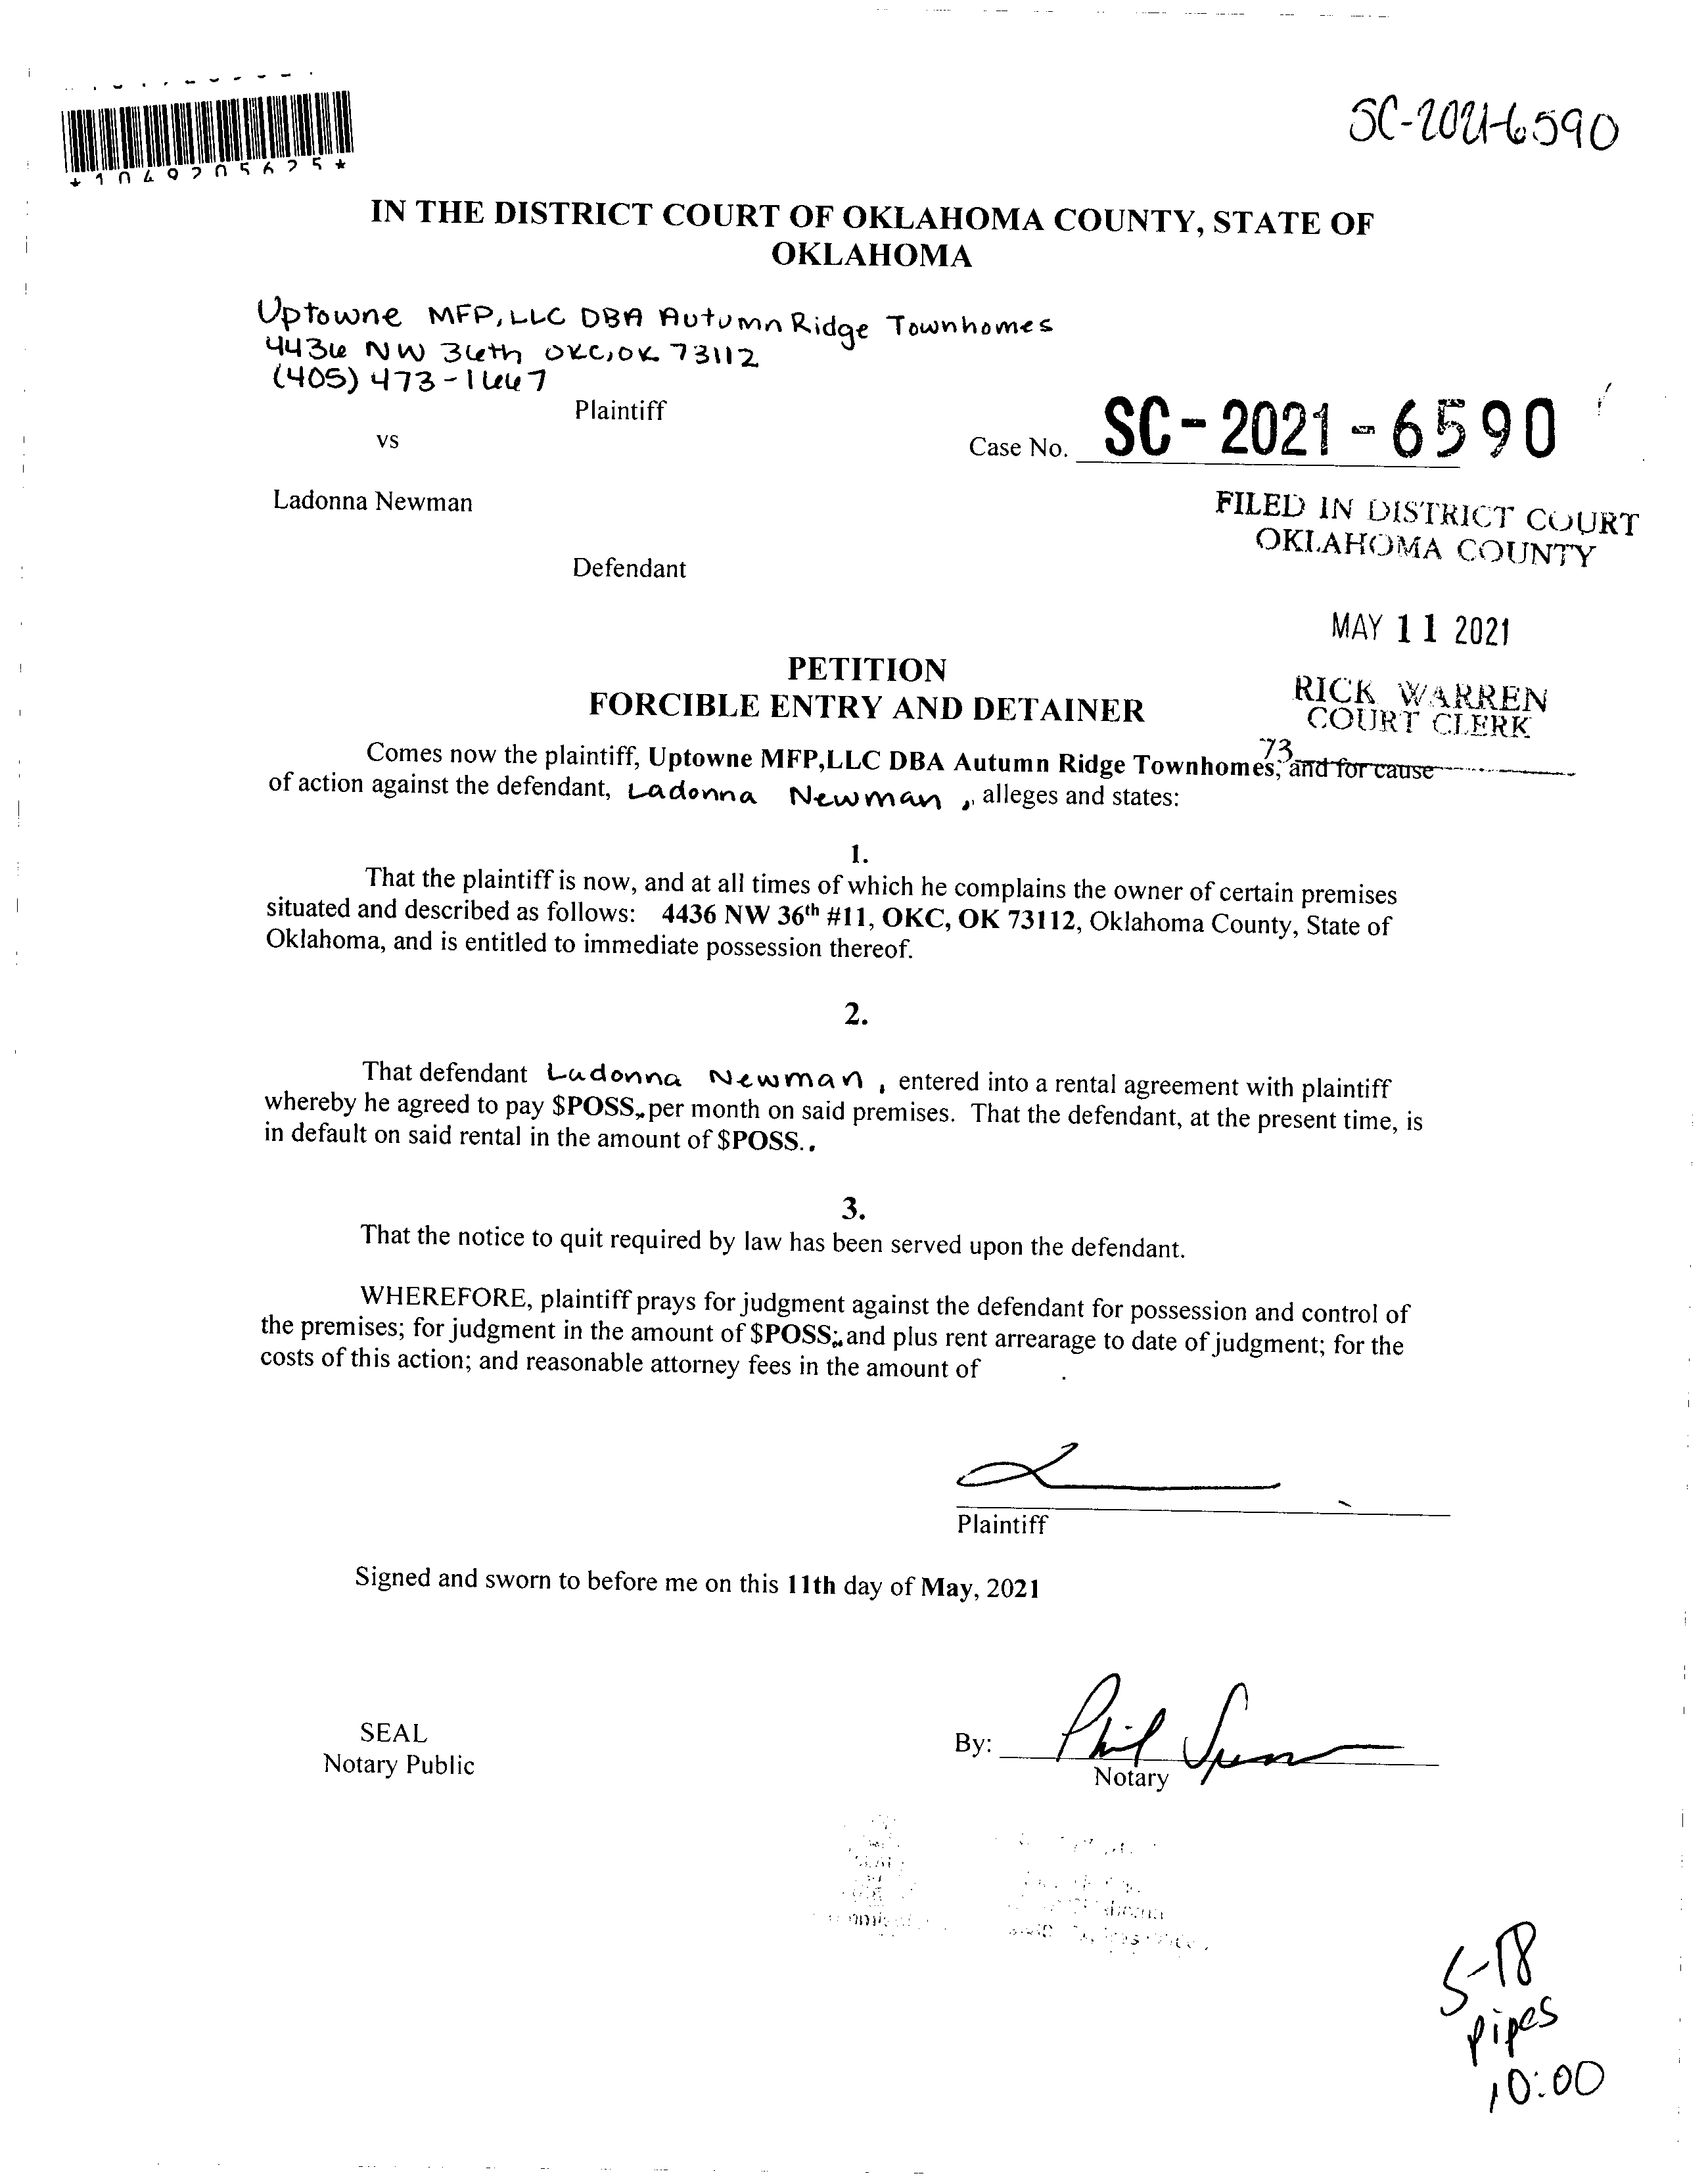 SC-2021-6590
*1049205625*
IN THE DISTRICT COURT OF OKLAHOMA COUNTY, STATE OF
OKLAHOMA
Uptowne MFP, LLC DBA Autumn Ridge Townhomes
4436 NW 36th OKC, OK 73112
(405) 473-1667
Plaintiff
vs
Case No. SC-2021-6590
Ladonna Newman
FILED IN DISTRICT COURT
OKLAHOMA COUNTY
Defendant
MAY 11 2021
PETITION
FORCIBLE ENTRY AND DETAINER
RICK WARREN
COURT CLERK
73
Comes now the plaintiff, Uptowne MFP,LLC DBA Autumn Ridge Townhomes, and for cause
of action against the defendant, Ladonna Newman , alleges and states:
1.
That the plaintiff is now, and at all times of which he complains the owner of certain premises
situated and described as follows: 4436 NW 36th #11, OKC, OK 73112, Oklahoma County, State of
Oklahoma, and is entitled to immediate possession thereof.
2.
That defendant Ladonna Newman , entered into a rental agreement with plaintiff
whereby he agreed to pay $POSS,, per month on said premises. That the defendant, at the present time, is
in default on said rental in the amount of $POSS..
3.
That the notice to quit required by law has been served upon the defendant.
WHEREFORE, plaintiff prays for judgment against the defendant for possession and control of
the premises; for judgment in the amount of $POSS;, and plus rent arrearage to date of judgment; for the
costs of this action; and reasonable attorney fees in the amount of .
Plaintiff
Signed and sworn to before me on this 11th day of May, 2021
SEAL
Notary Public
By: Phil
Notary
5-18
pipes
10:00